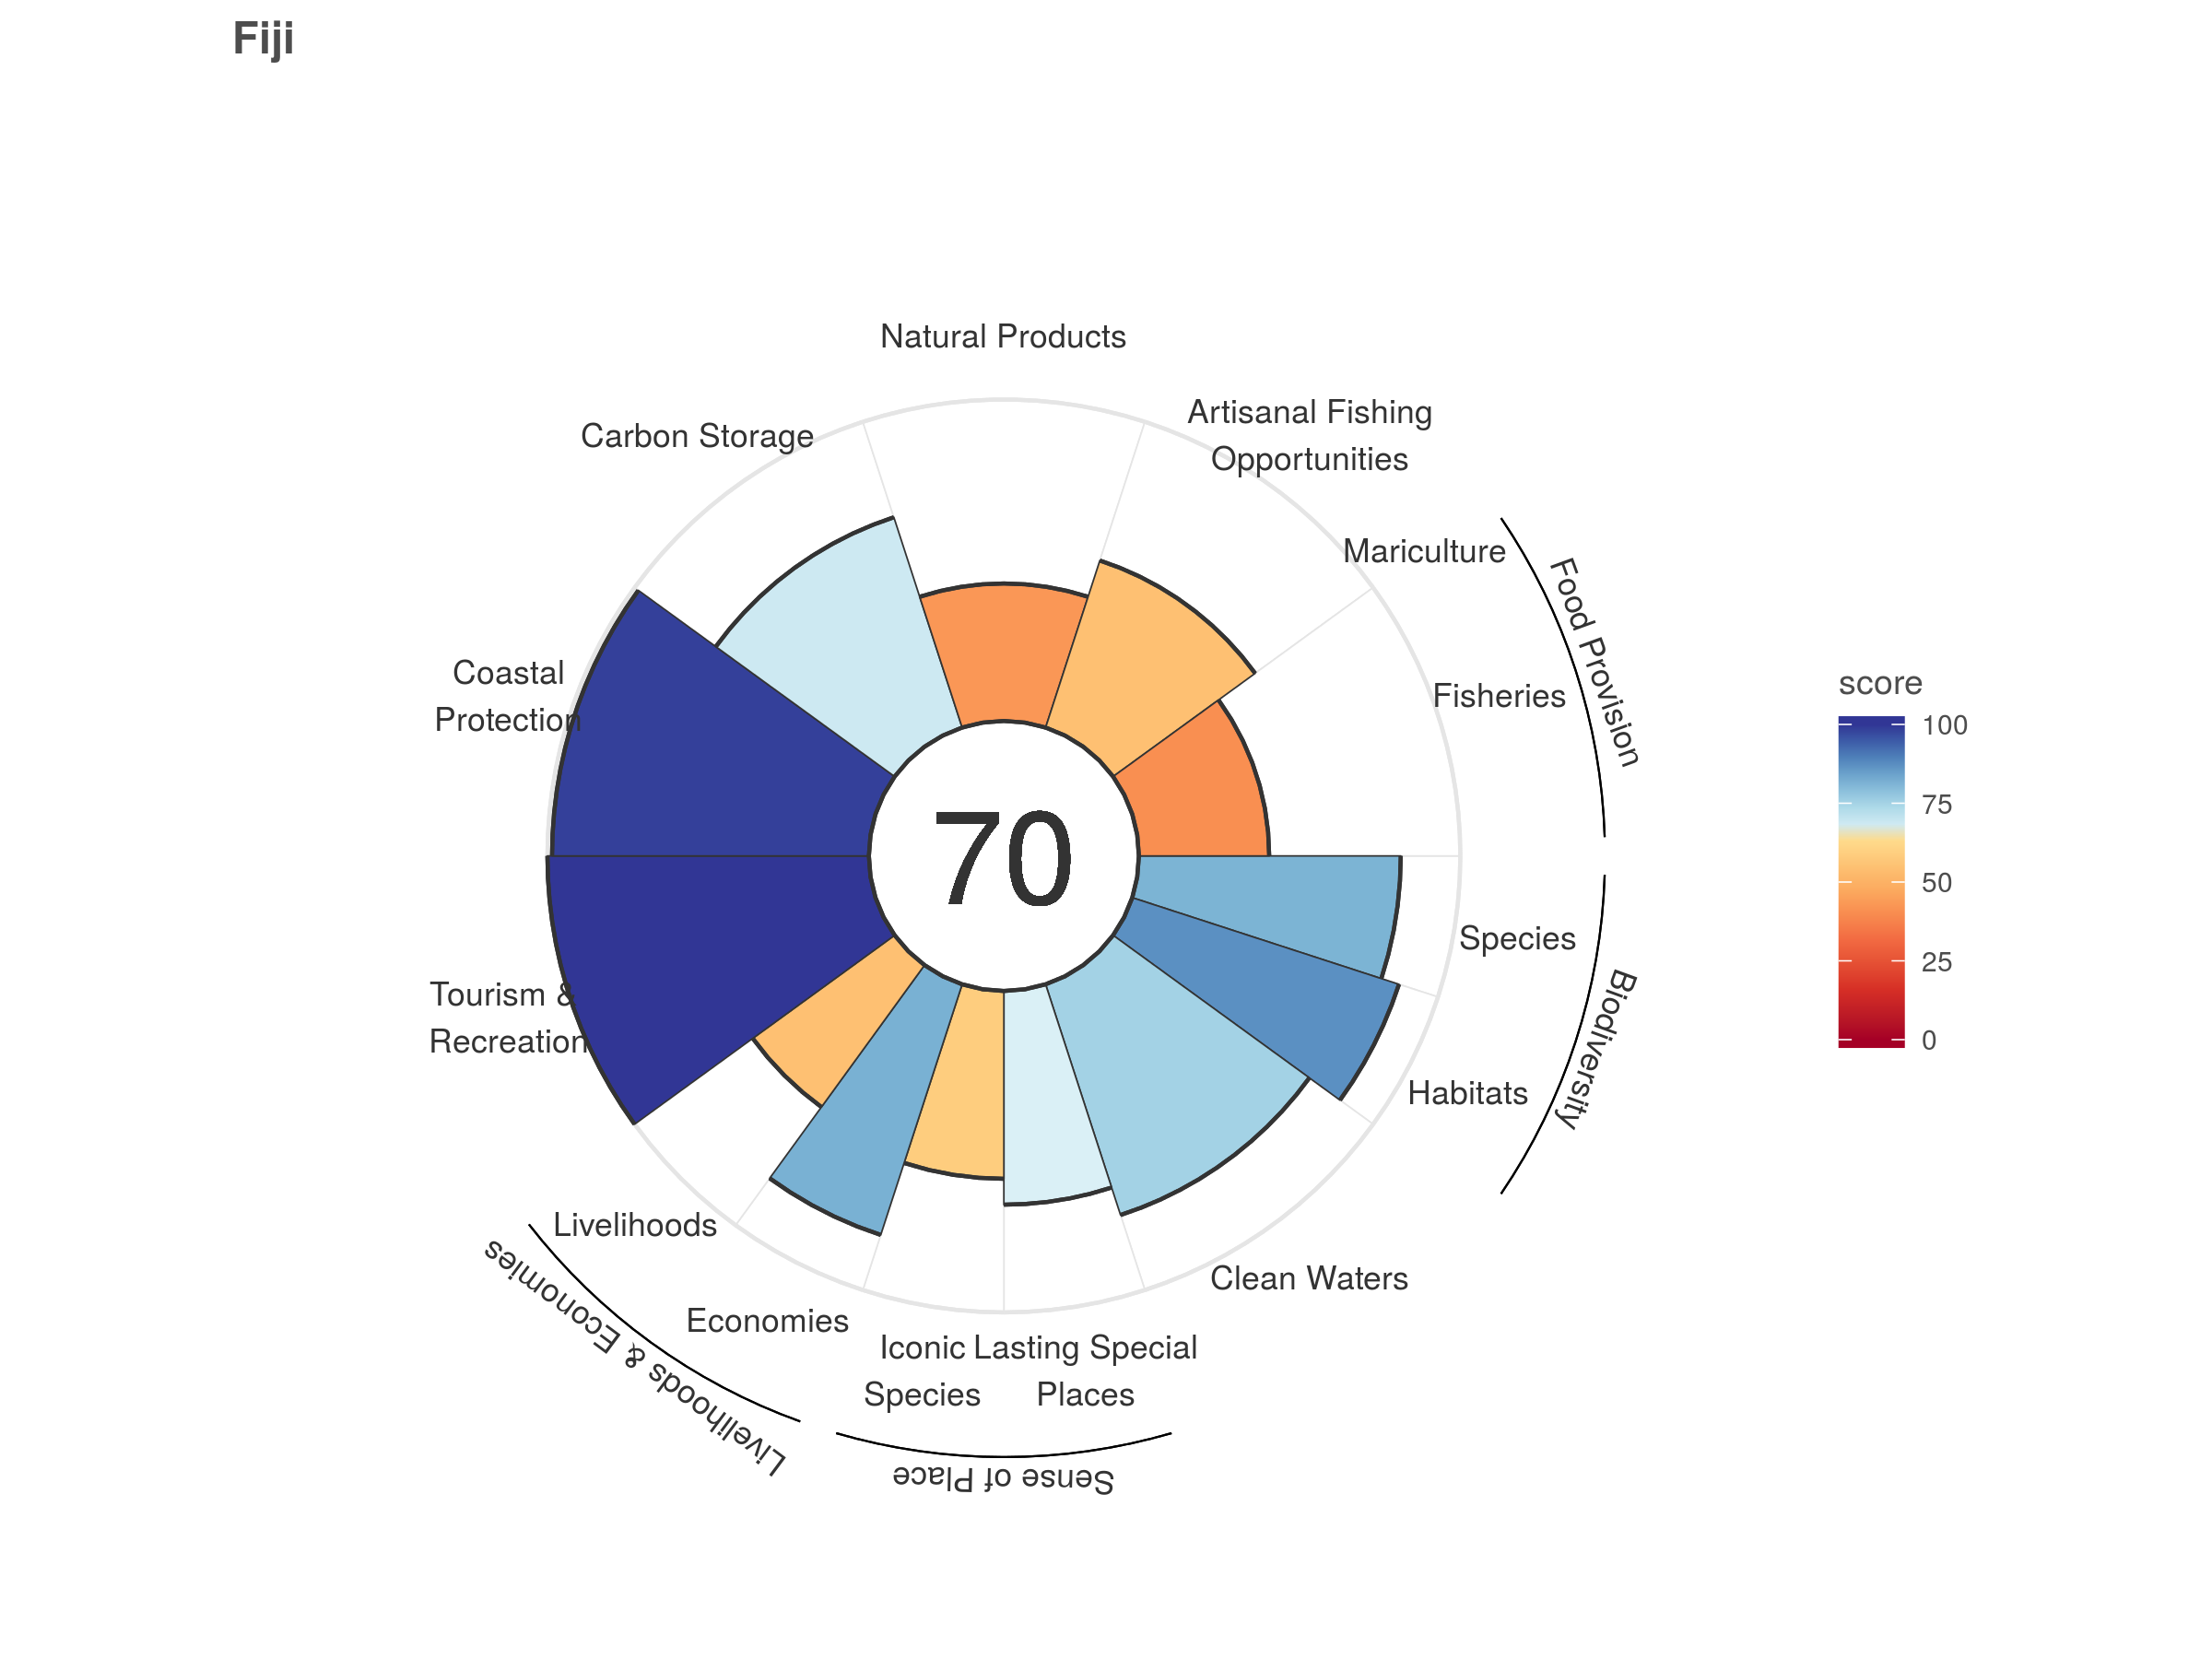 Fiji
Natural Products
Artisanal Fishing
Opportunities
Carbon Storage
Mariculture
Food Provision
Fisheries
Coastal
Protection
score
100
75
50
25
0
70
Species
Biodiversity
Tourism &
Recreation
Habitats
Livelihoods
Clean Waters
Economies
Livelihoods & Economies
Iconic
Species
Lasting Special
Places
Sense of Place